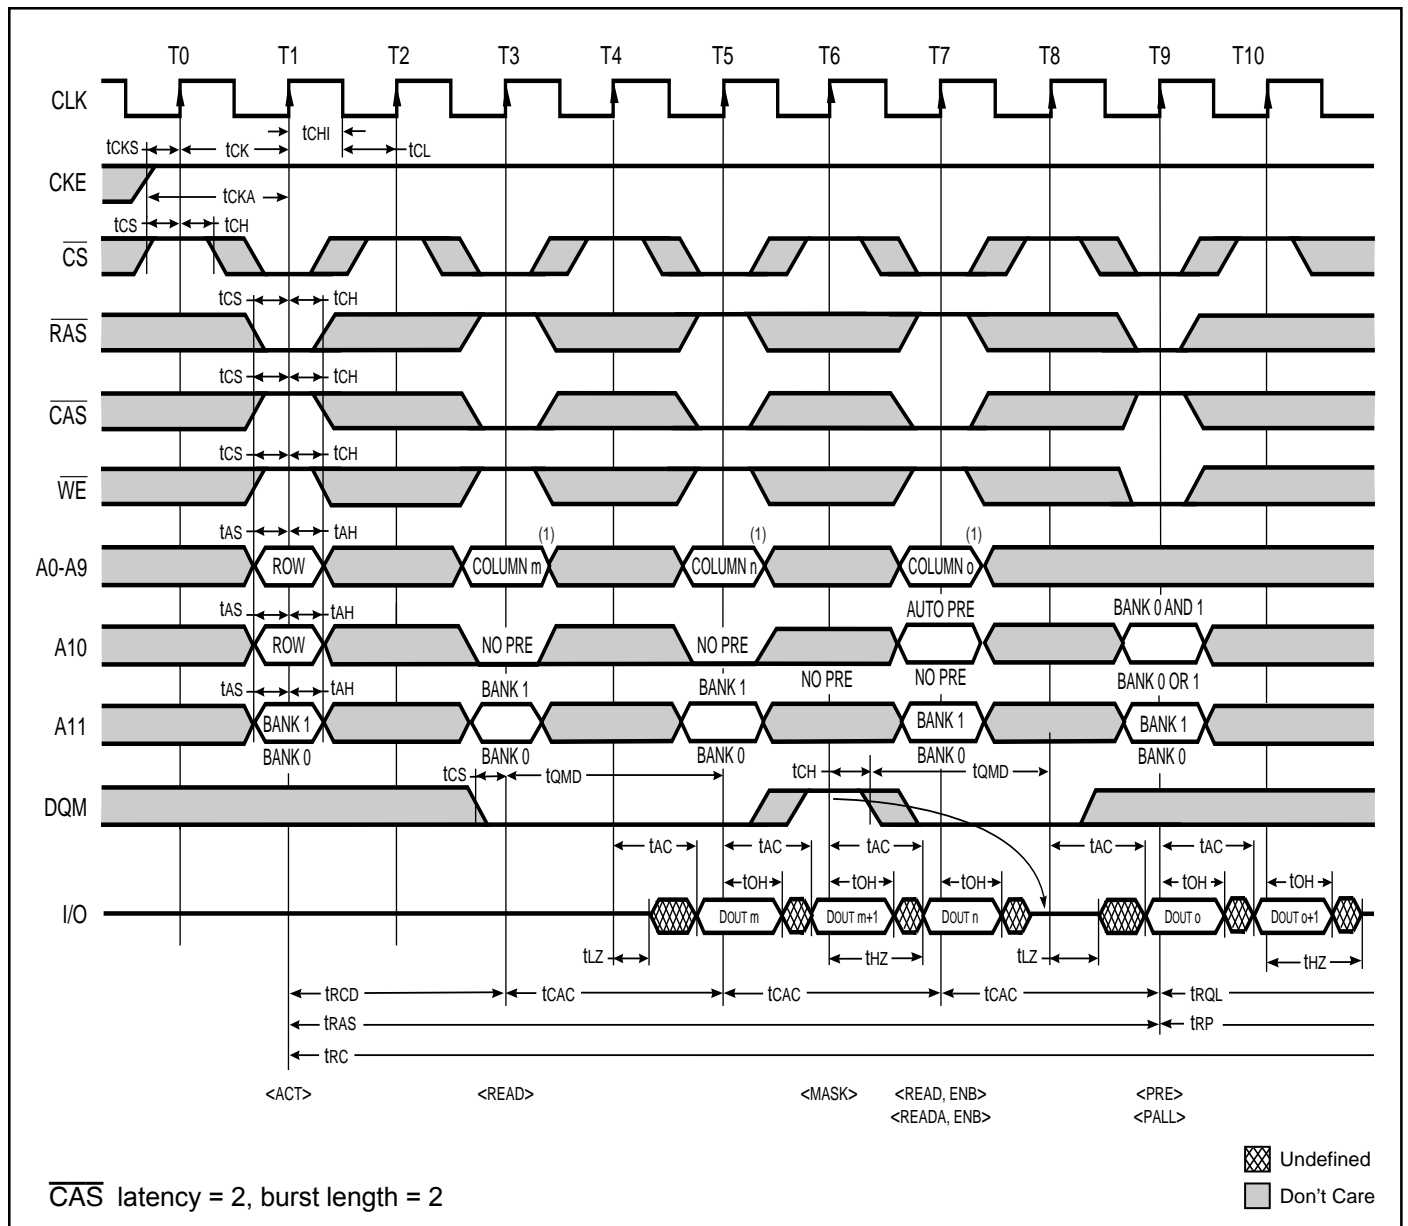 T0 T1 T2 T3 T4 T5 T6 T7 T8 T9 T10
CLK
tCHI
tCKS tCK tCL
CKE
tCKA
tCS tCH
CS
tCS tCH
RAS
tCS tCH
CAS
tCS tCH
WE
tAS tAH (1) (1) (1)
A0-A9 ROW COLUMN m COLUMN n COLUMN o
tAS tAH AUTO PRE BANK 0 AND 1
A10 ROW NO PRE NO PRE
NO PRE NO PRE BANK 0 OR 1
tAS tAH BANK 1 BANK 1
A11 BANK 1 BANK 1 BANK 1
BANK 0 BANK 0 BANK 0 BANK 0 BANK 0
tCS tQMD tCH tQMD
DQM
tAC tAC tAC tAC tAC
tOH tOH tOH tOH tOH
I/O DOUT m DOUT m+1 DOUT n DOUT o DOUT o+1
tLZ tHZ tLZ tHZ
tRCD tCAC tCAC tCAC tRQL
tRAS tRP
tRC
<ACT> <READ> <MASK> <READ, ENB> <PRE>
<READA, ENB> <PALL>
Undefined
Don't Care
CAS latency = 2, burst length = 2